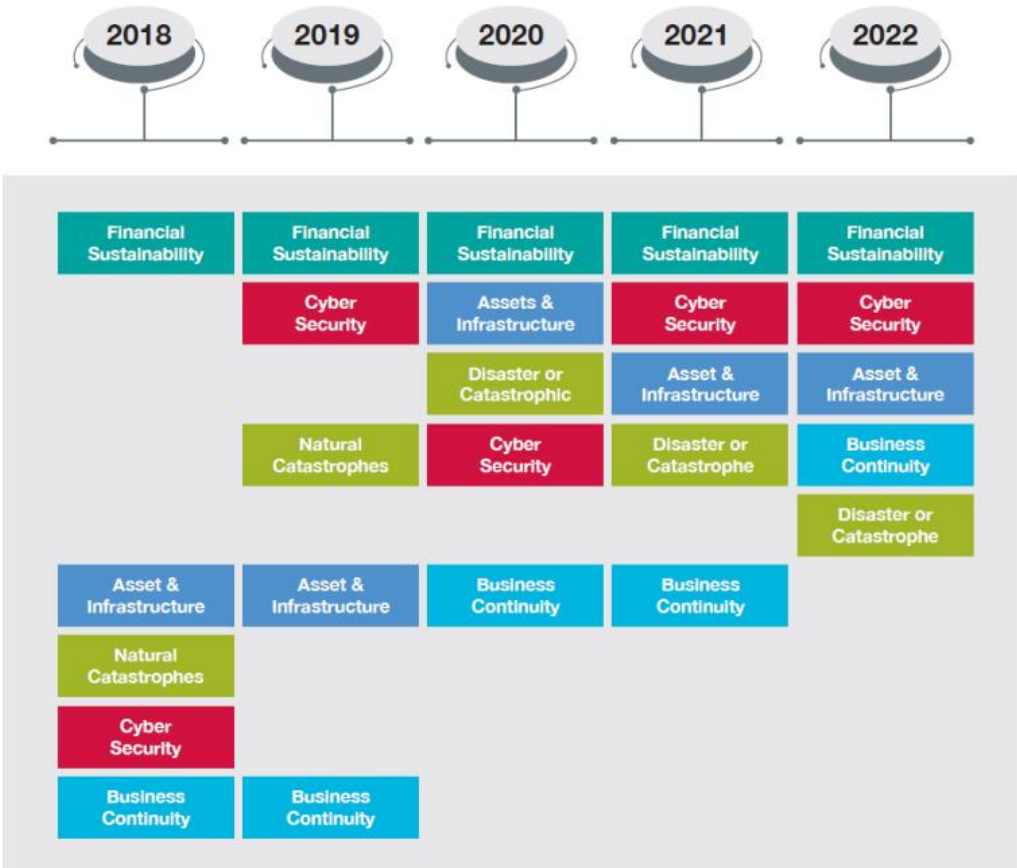 2018
2019
2020
2021
2022
Financial
Sustainability
Financial
Sustainability
Financial
Sustainability
Financial
Sustainability
Financial
Sustainability
Cyber
Security
Assets &
Infrastructure
Cyber
Security
Cyber
Security
Disaster or
Catastrophic
Asset &
Infrastructure
Asset &
Infrastructure
Natural
Catastrophes
Cyber
Security
Disaster or
Catastrophe
Business
Continuity
Disaster or
Catastrophe
Asset &
Infrastructure
Asset &
Infrastructure
Business
Continuity
Business
Continuity
Natural
Catastrophes
Cyber
Security
Business
Continuity
Business
Continuity